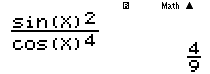 R Math ▲
sin(X)²
cos(X)⁴
4
9